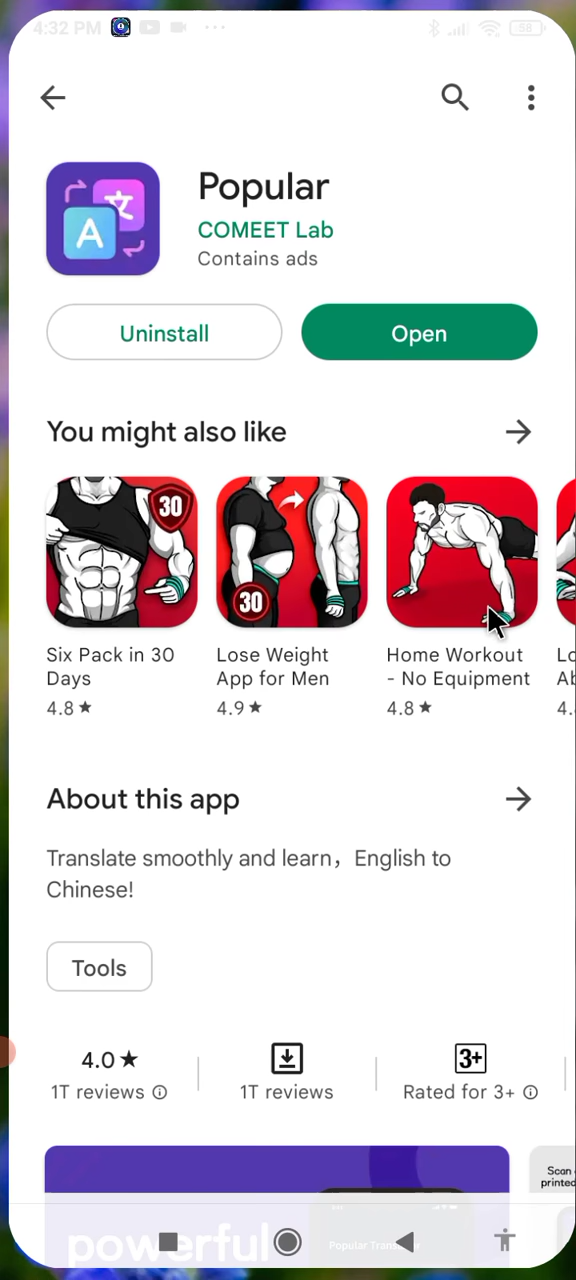 4:32 PM
58
Popular
COMEET Lab
Contains ads
Uninstall
Open
You might also like
30
30
Six Pack in 30
Days
4.8★
Lose Weight
App for Men
4.9★
Home Workout
- No Equipment
4.8★
About this app
Translate smoothly and learn，English to
Chinese!
Tools
4.0★
1T reviews
1T reviews
3+
Rated for 3+
Scan
printed
powerful